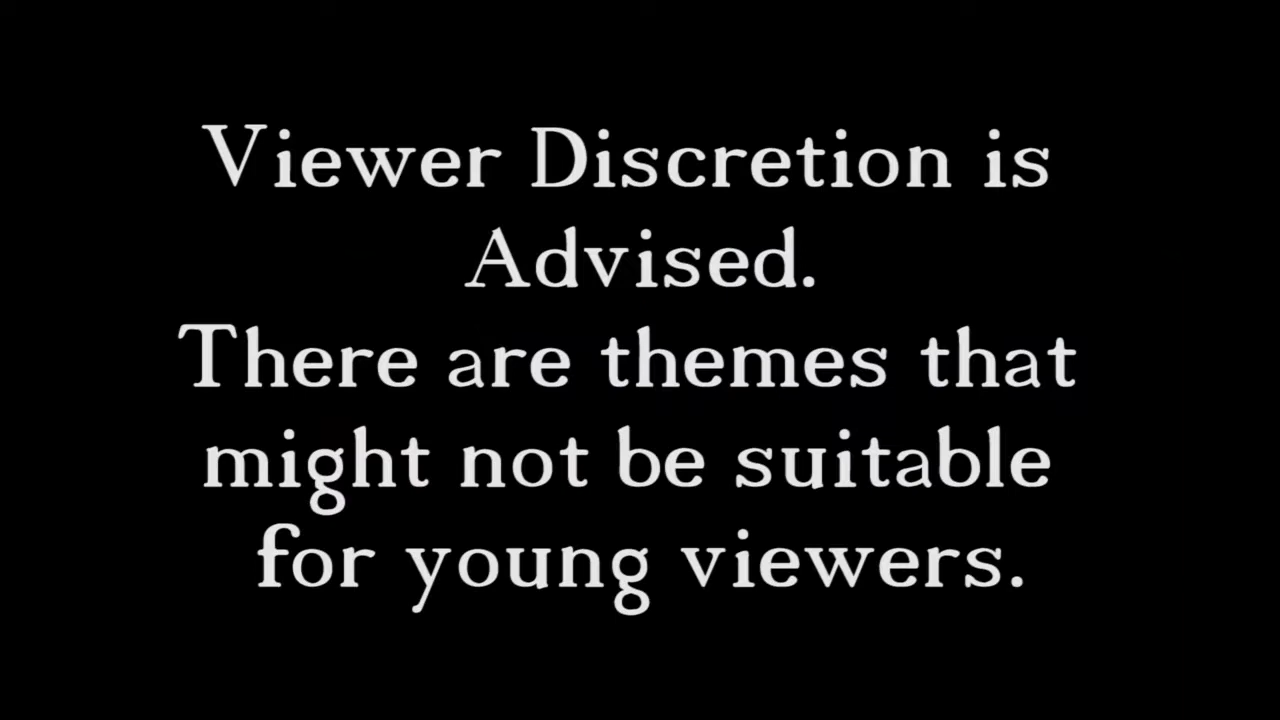 Viewer Discretion is
Advised.
There are themes that
might not be suitable
for young viewers.